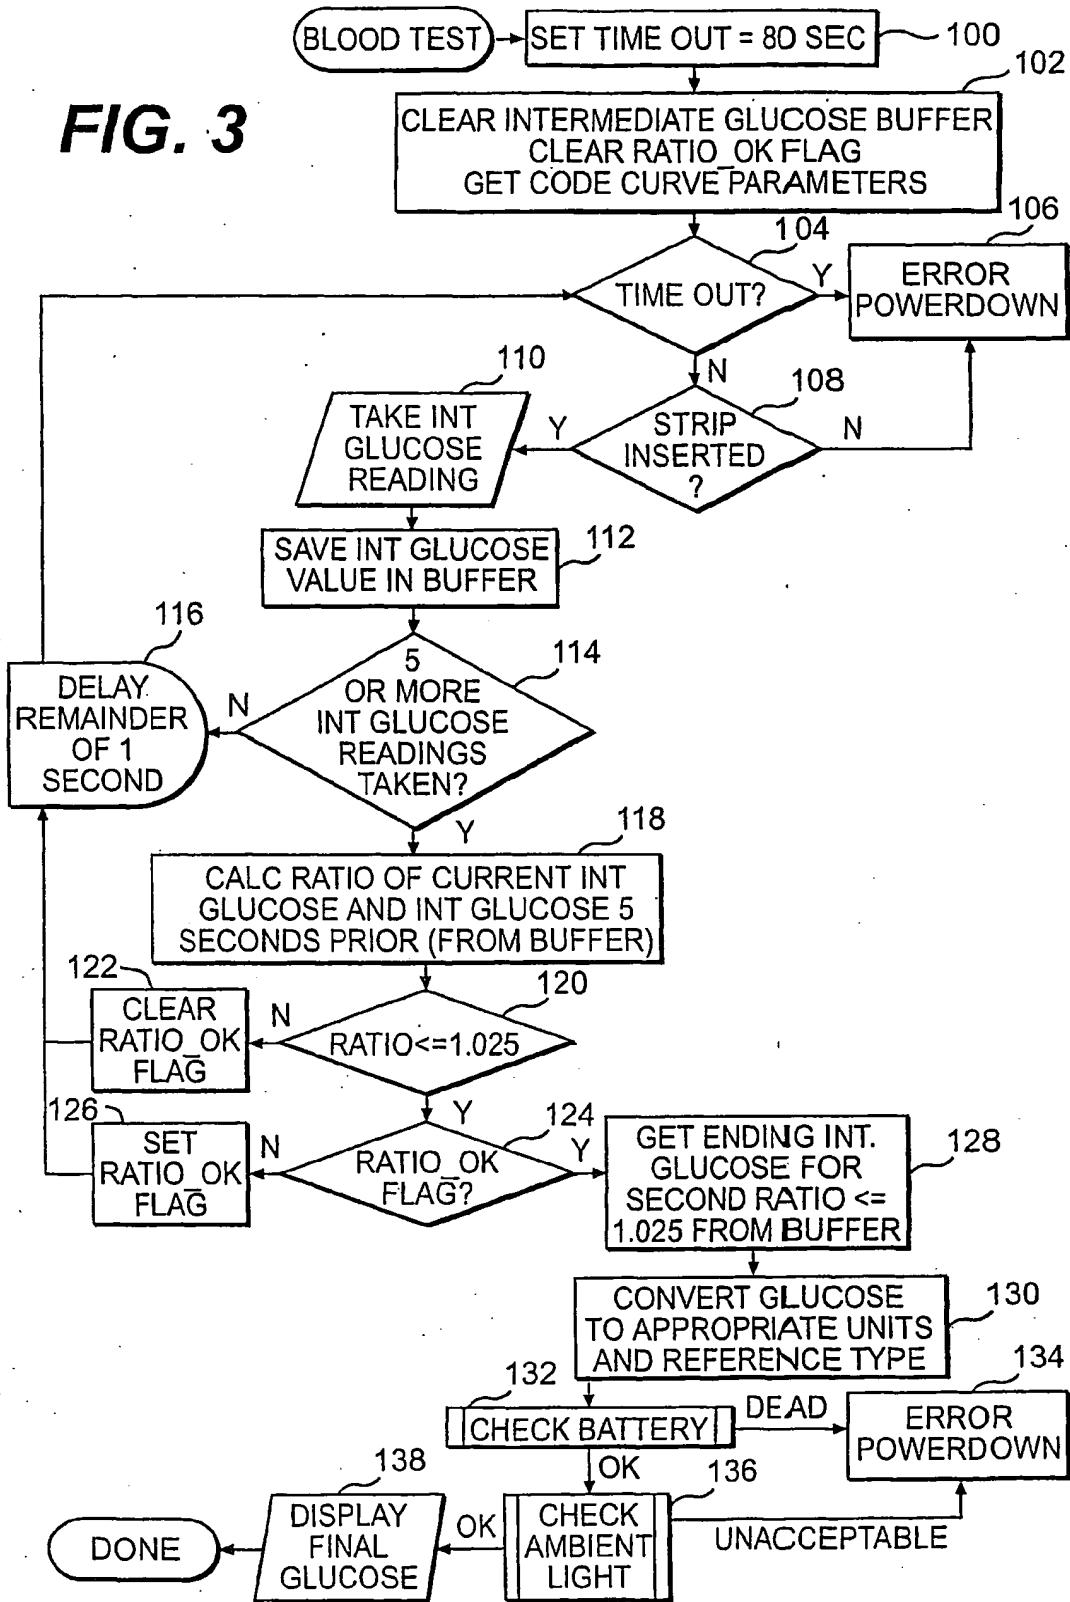 BLOOD TEST
SET TIME OUT = 80 SEC
100
102
FIG. 3
CLEAR INTERMEDIATE GLUCOSE BUFFER
CLEAR RATIO_OK FLAG
GET CODE CURVE PARAMETERS
104
106
TIME OUT?
Y
ERROR
POWERDOWN
N
110
108
TAKE INT
GLUCOSE
READING
Y
STRIP
INSERTED
?
N
112
SAVE INT GLUCOSE
VALUE IN BUFFER
116
114
DELAY
REMAINDER
OF 1
SECOND
N
5
OR MORE
INT GLUCOSE
READINGS
TAKEN?
Y
118
CALC RATIO OF CURRENT INT
GLUCOSE AND INT GLUCOSE 5
SECONDS PRIOR (FROM BUFFER)
122
120
CLEAR
RATIO_OK
FLAG
N
RATIO<=1.025
Y
126
124
SET
RATIO_OK
FLAG
N
RATIO_OK
FLAG?
Y
GET ENDING INT.
GLUCOSE FOR
SECOND RATIO <=
1.025 FROM BUFFER
128
CONVERT GLUCOSE
TO APPROPRIATE UNITS
AND REFERENCE TYPE
130
132
134
CHECK BATTERY
DEAD
ERROR
POWERDOWN
OK
138
136
DONE
DISPLAY
FINAL
GLUCOSE
OK
CHECK
AMBIENT
LIGHT
UNACCEPTABLE